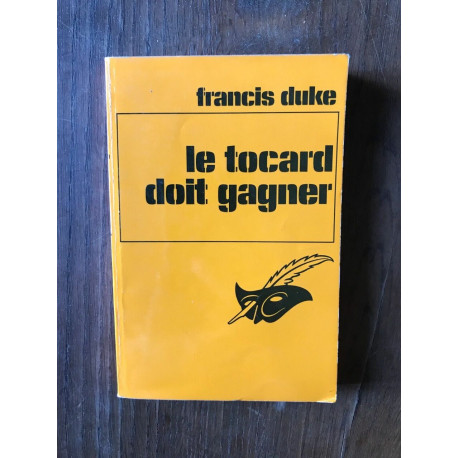 francis duke
le tocard
doit gagner